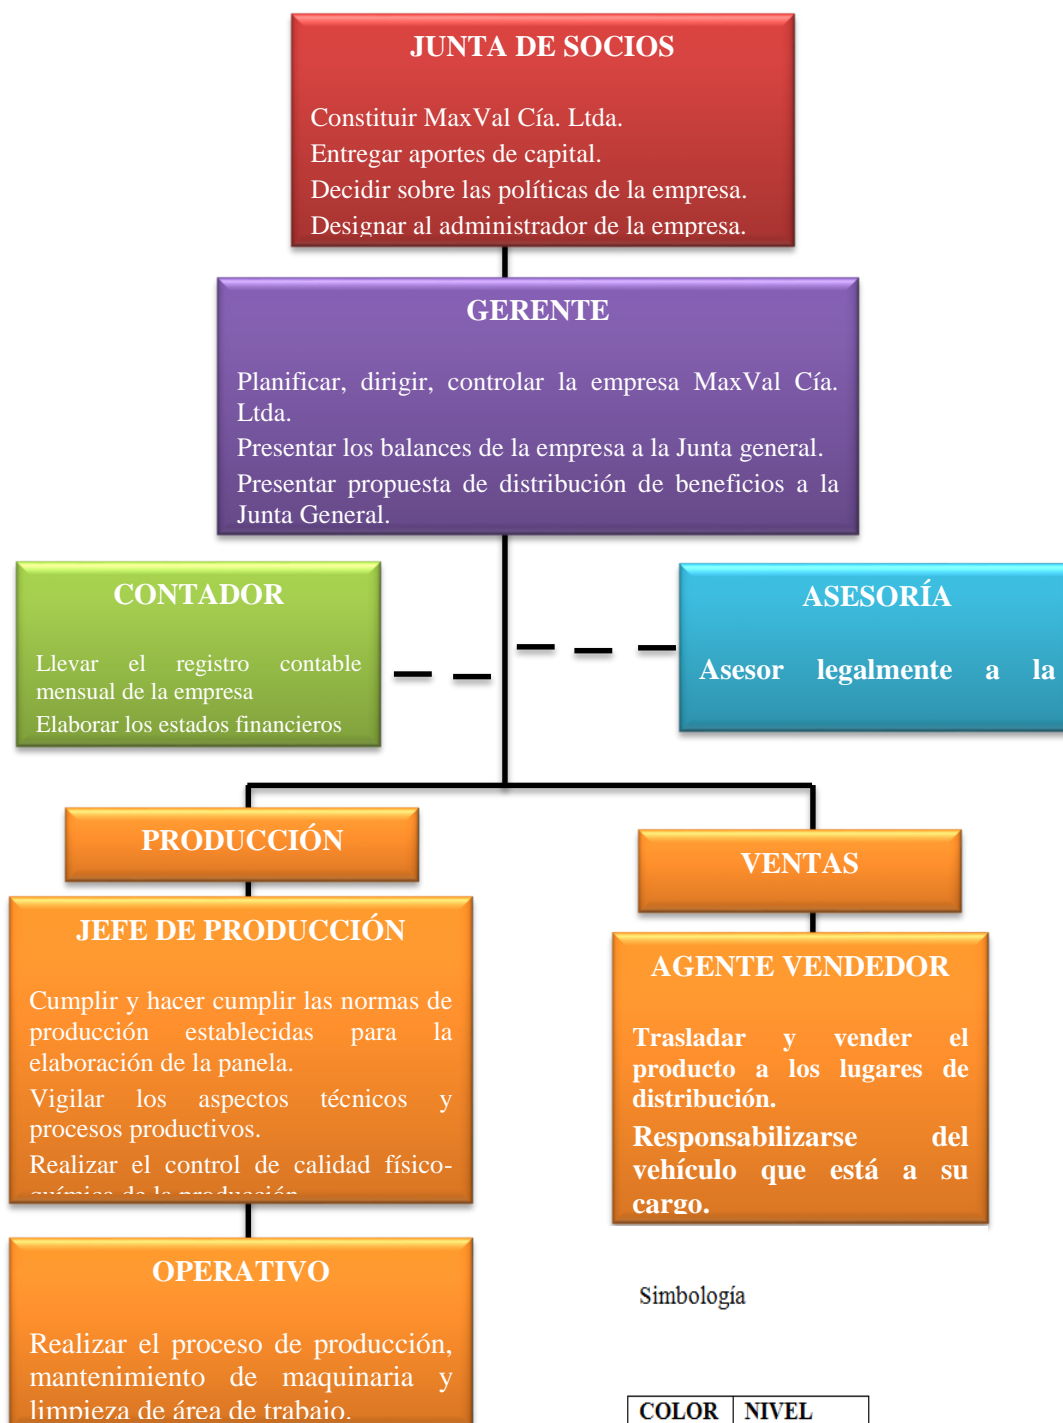 JUNTA DE SOCIOS
Constituir MaxVal Cía. Ltda.
Entregar aportes de capital.
Decidir sobre las políticas de la empresa.
Designar al administrador de la empresa.
GERENTE
Planificar, dirigir, controlar la empresa MaxVal Cía.
Ltda.
Presentar los balances de la empresa a la Junta general.
Presentar propuesta de distribución de beneficios a la
Junta General.
CONTADOR
Llevar el registro contable
mensual de la empresa
Elaborar los estados financieros
ASESORÍA
Asesor legalmente a la
PRODUCCIÓN
JEFE DE PRODUCCIÓN
Cumplir y hacer cumplir las normas de
producción establecidas para la
elaboración de la panela.
Vigilar los aspectos técnicos y
procesos productivos.
Realizar el control de calidad físico-
química de la producción
OPERATIVO
Realizar el proceso de producción,
mantenimiento de maquinaria y
limpieza de área de trabajo.
VENTAS
AGENTE VENDEDOR
Trasladar y vender el
producto a los lugares de
distribución.
Responsabilizarse del
vehículo que está a su
cargo.
Simbología
COLOR NIVEL